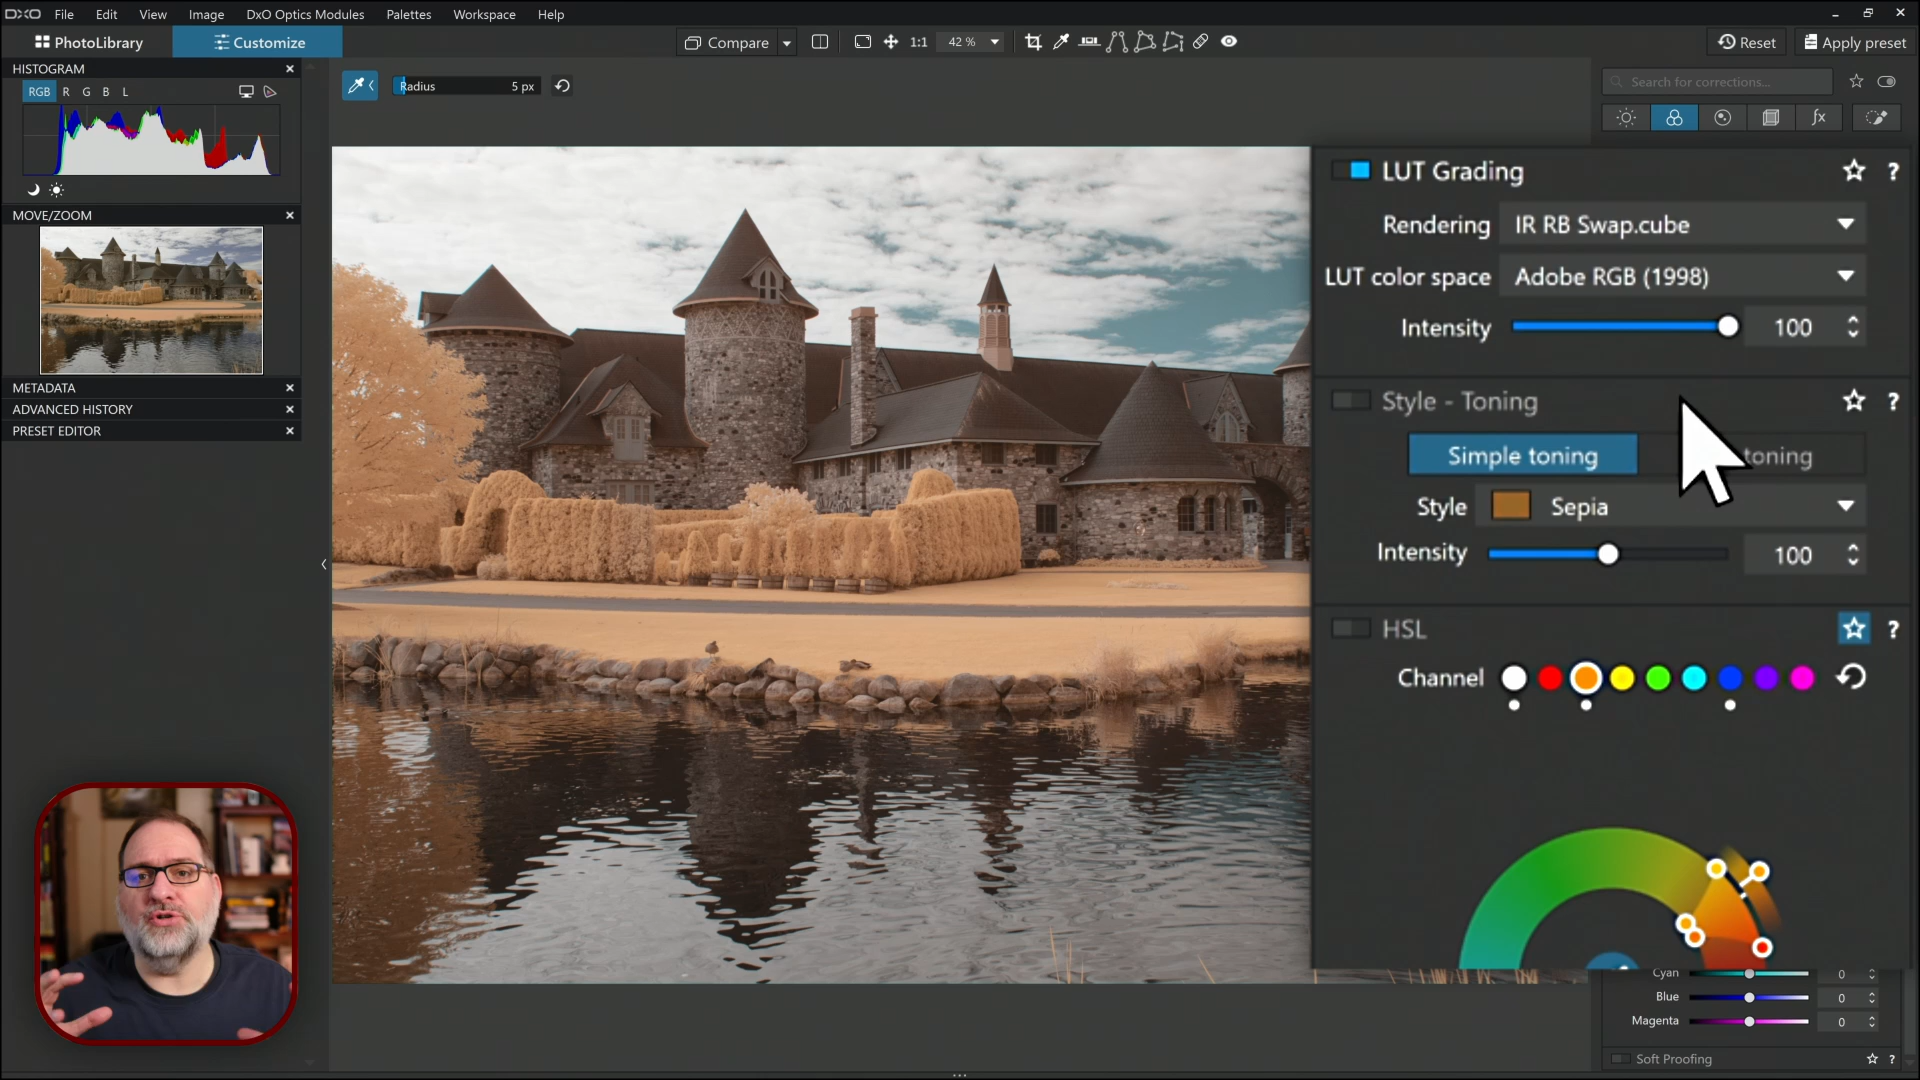 DXO File Edit View Image DxO Optics Modules Palettes Workspace Help
PhotoLibrary Customize Compare 1:1 42 % Reset Apply preset
HISTOGRAM
RGB R G B L
Radius 5 px
Search for corrections...
fx
MOVE/ZOOM
METADATA
ADVANCED HISTORY
PRESET EDITOR
LUT Grading ?
Rendering IR RB Swap.cube
LUT color space Adobe RGB (1998)
Intensity 100
Style - Toning ?
Simple toning toning
Style Sepia
Intensity 100
HSL ?
Channel
Cyan 0
Blue 0
Magenta 0
Soft Proofing ?